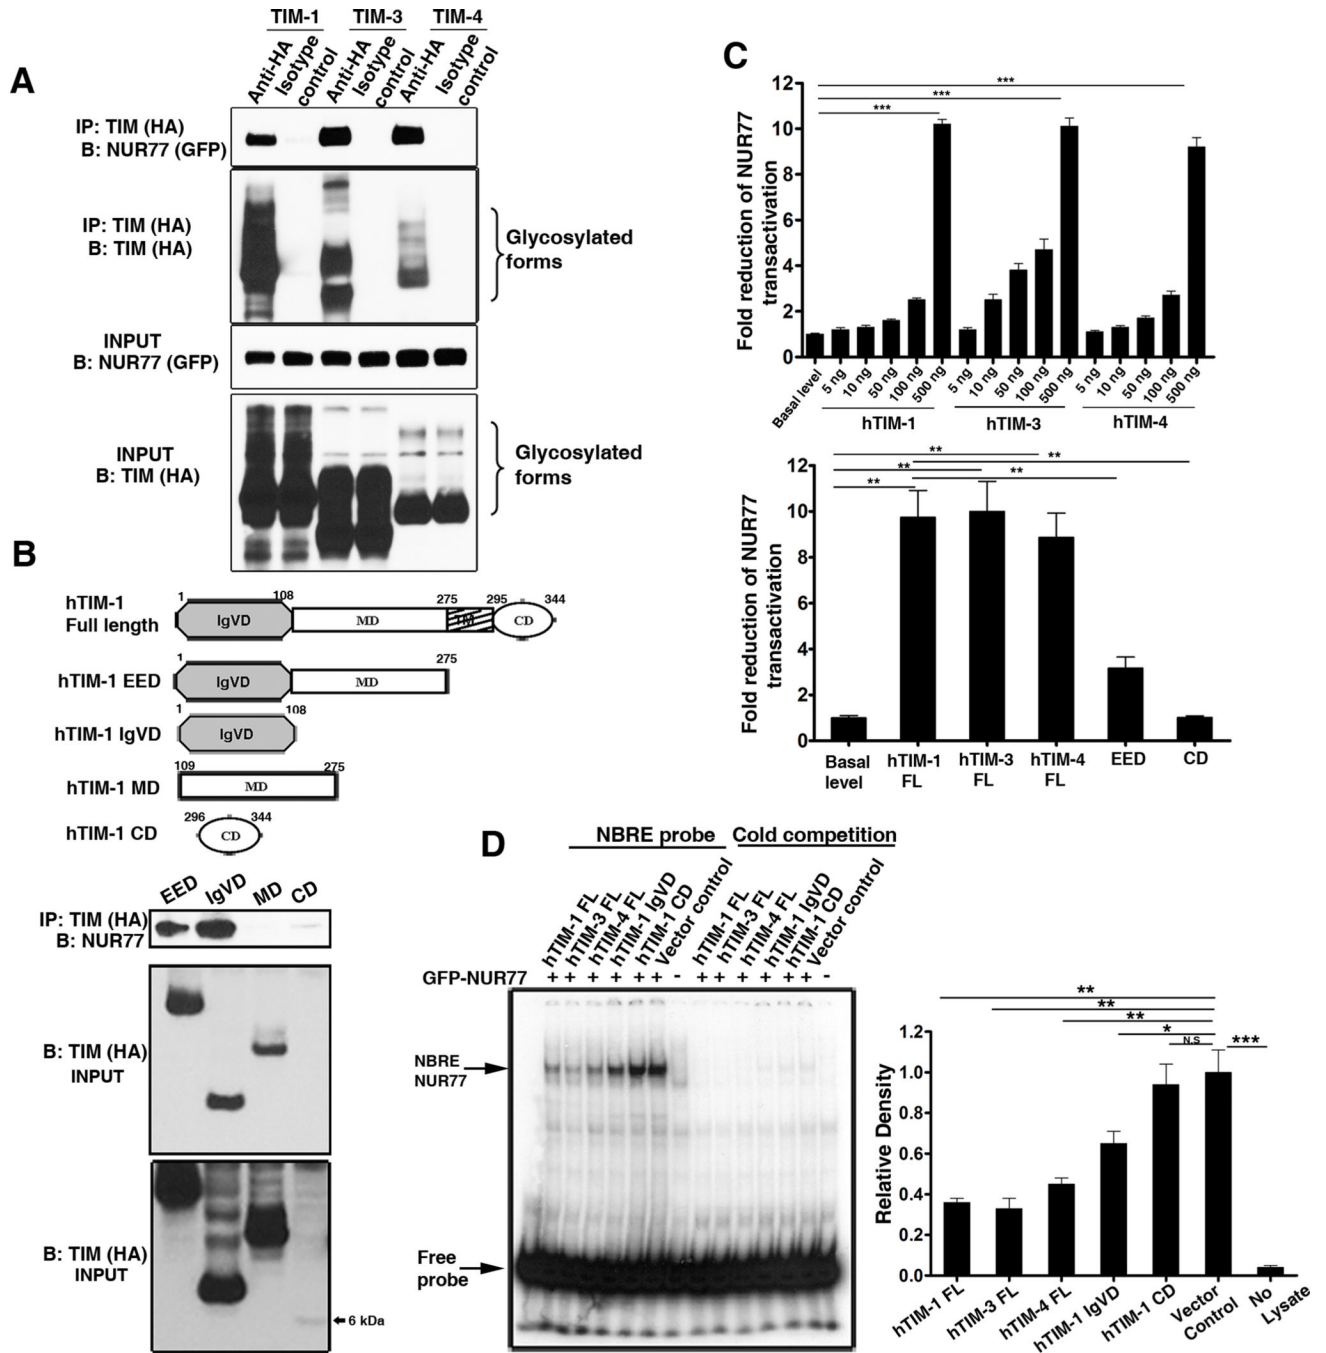 A
TIM-1 TIM-3 TIM-4
Anti-HA
Isotype
control
Anti-HA
Isotype
control
Anti-HA
Isotype
control
IP: TIM (HA)
B: NUR77 (GFP)
IP: TIM (HA)
B: TIM (HA)
Glycosylated
forms
INPUT
B: NUR77 (GFP)
INPUT
B: TIM (HA)
Glycosylated
forms
B
hTIM-1
Full length
1 108 275 295 344
IgVD MD TM CD
hTIM-1 EED
1 275
IgVD MD
hTIM-1 IgVD
1 108
IgVD
hTIM-1 MD
109 275
MD
hTIM-1 CD
296 344
CD
EED IgVD MD CD
IP: TIM (HA)
B: NUR77
B: TIM (HA)
INPUT
B: TIM (HA)
INPUT
6 kDa
C
Fold reduction of NUR77
transactivation
12
10
8
6
4
2
0
***
***
***
Basal level
5 ng
10 ng
50 ng
100 ng
500 ng
5 ng
10 ng
50 ng
100 ng
500 ng
5 ng
10 ng
50 ng
100 ng
500 ng
hTIM-1 hTIM-3 hTIM-4
Fold reduction of NUR77
transactivation
12
10
8
6
4
2
0
**
**
**
**
**
Basal
level
hTIM-1
FL
hTIM-3
FL
hTIM-4
FL
EED
CD
D
NBRE probe Cold competition
hTIM-1 FL
hTIM-3 FL
hTIM-4 FL
hTIM-1 IgVD
hTIM-1 CD
Vector control
hTIM-1 FL
hTIM-3 FL
hTIM-4 FL
hTIM-1 IgVD
hTIM-1 CD
Vector control
GFP-NUR77 + + + + + + - + + + + + + -
NBRE
NUR77
Free
probe
Relative Density
1.2
1.0
0.8
0.6
0.4
0.2
0.0
**
**
**
*
N.S
***
hTIM-1 FL
hTIM-3 FL
hTIM-4 FL
hTIM-1 IgVD
hTIM-1 CD
Vector
Control
No
Lysate